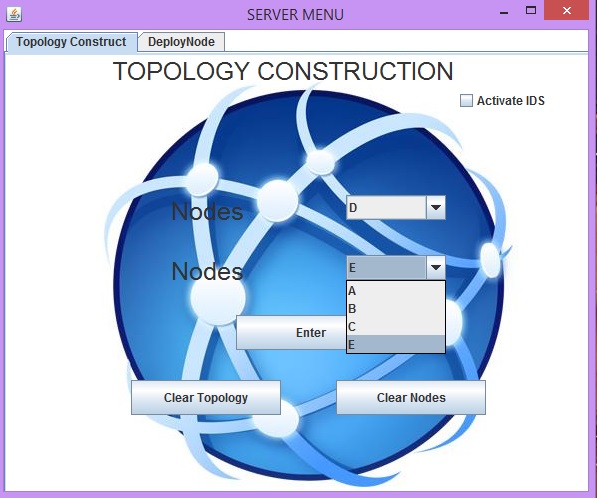 SERVER MENU
Topology Construct
DeployNode
TOPOLOGY CONSTRUCTION
Activate IDS
Nodes
D
Nodes
E
A
B
C
E
Enter
Clear Topology
Clear Nodes